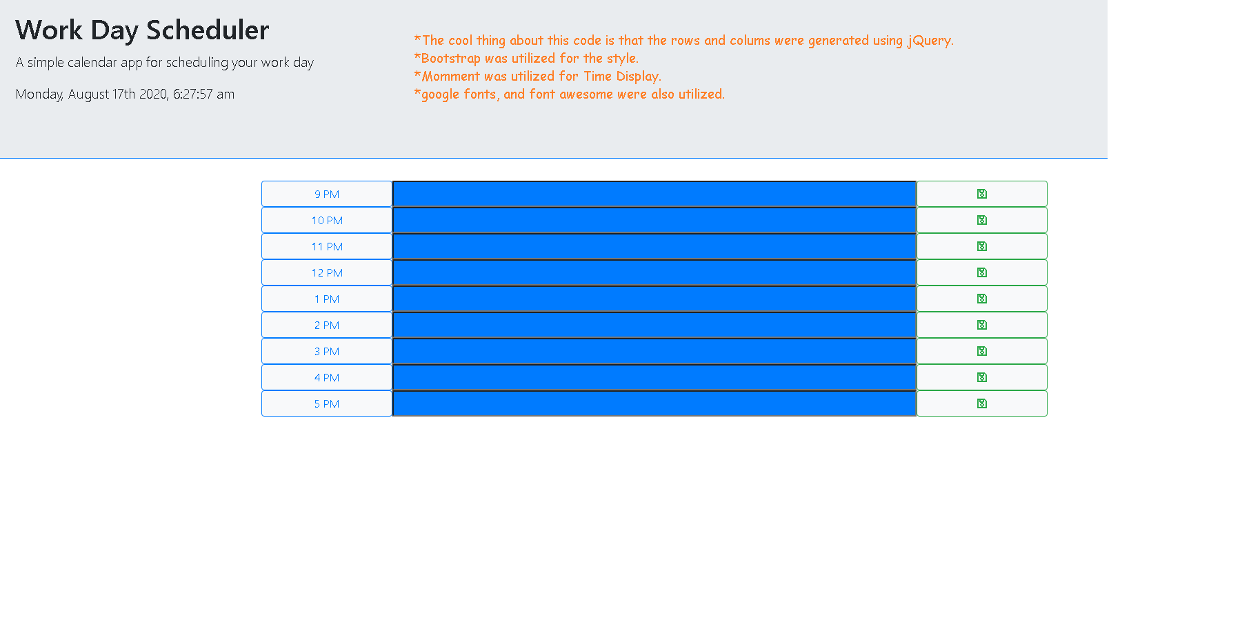 Work Day Scheduler
A simple calendar app for scheduling your work day
Monday, August 17th 2020, 6:27:57 am
*The cool thing about this code is that the rows and colums were generated using jQuery.
*Bootstrap was utilized for the style.
*Momment was utilized for Time Display.
*google fonts, and font awesome were also utilized.
9 PM
10 PM
11 PM
12 PM
1 PM
2 PM
3 PM
4 PM
5 PM